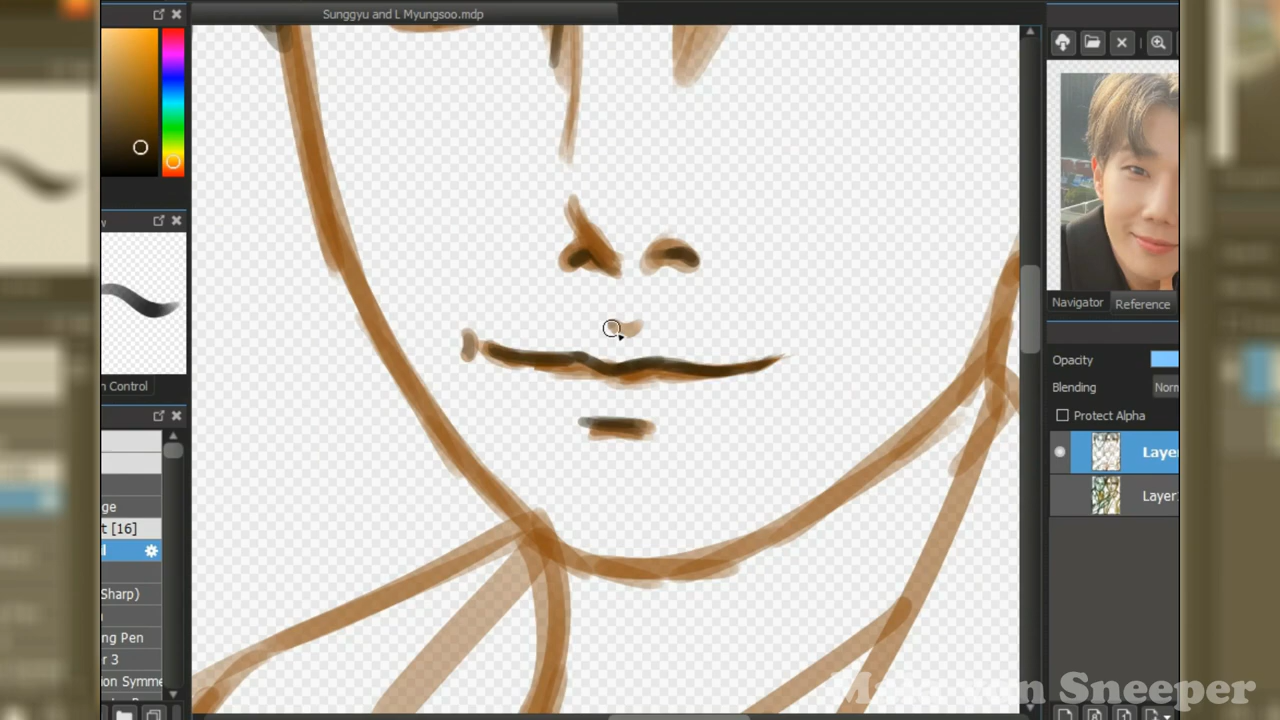 Sunggyu and L Myungsoo.mdp
n Control
ge
t [16]
l
Sharp)
ng Pen
r 3
ion Symme
Navigator
Reference
Opacity
Blending
Norm
Protect Alpha
Laye
Layer
n Sneeper